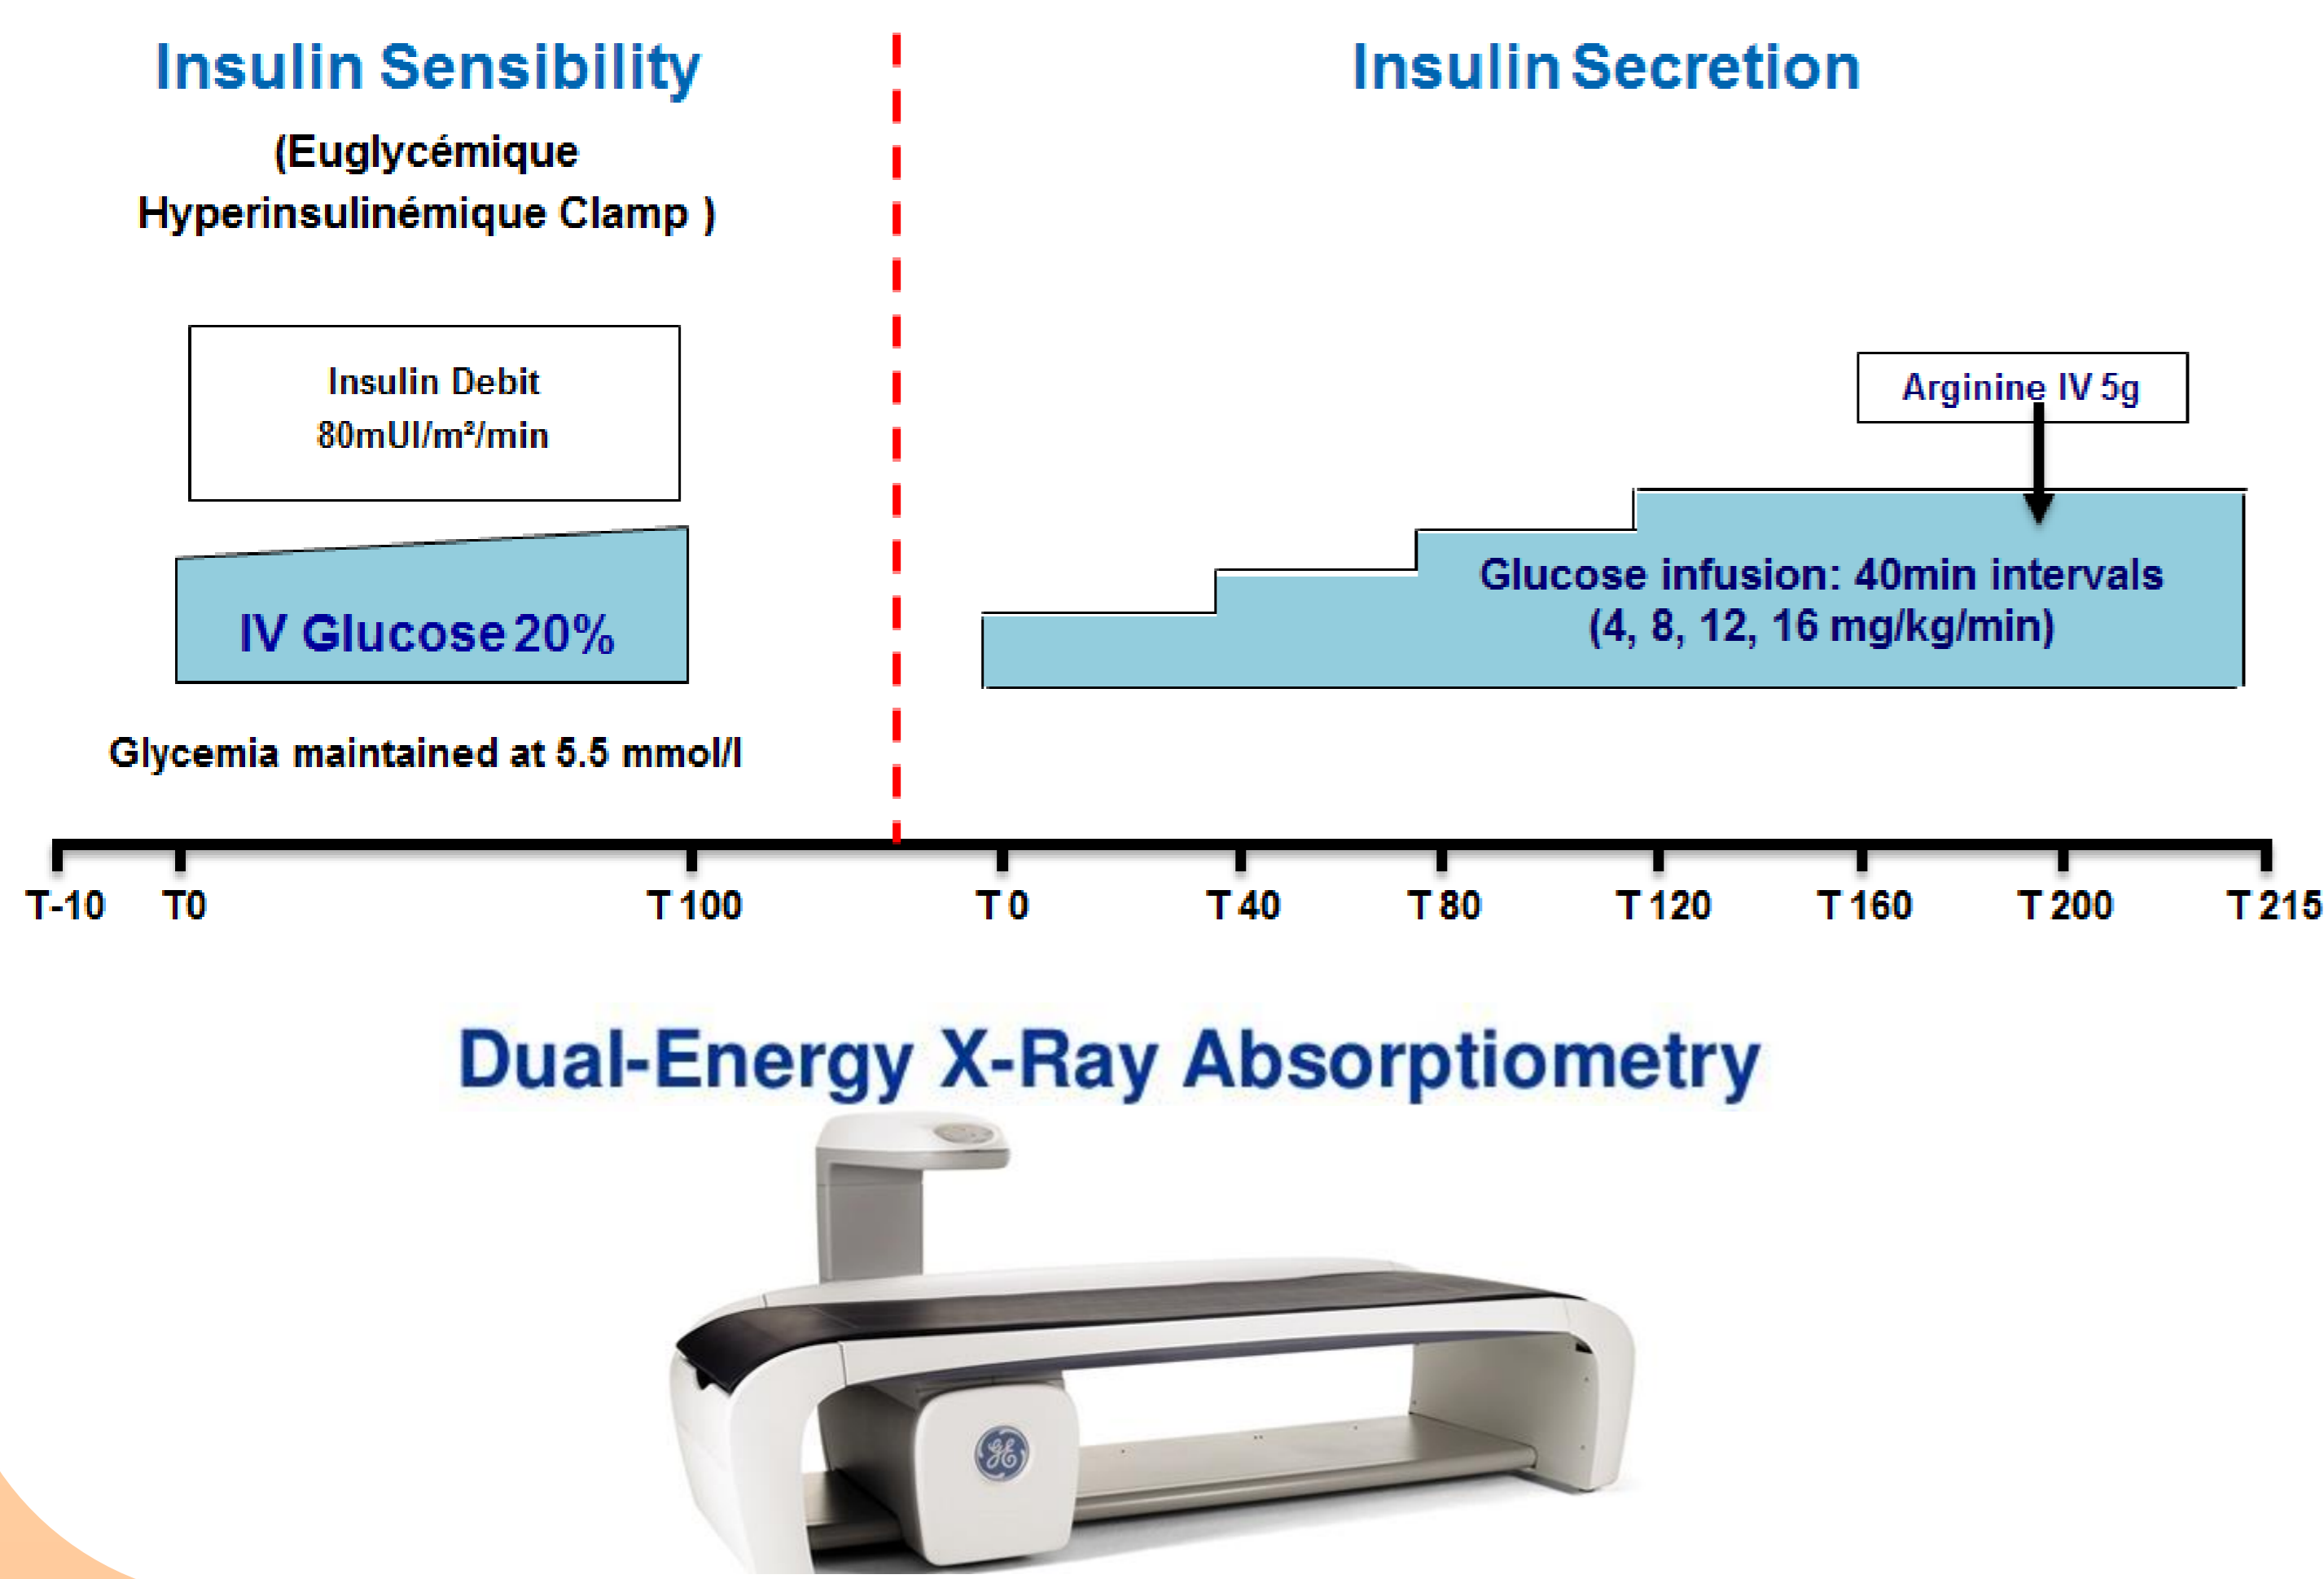 Insulin Sensibility
(Euglycémique
Hyperinsulinémique Clamp )
Insulin Debit
80mUI/m²/min
IV Glucose 20%
Glycemia maintained at 5.5 mmol/l
Insulin Secretion
Arginine IV 5g
Glucose infusion: 40min intervals
(4, 8, 12, 16 mg/kg/min)
T-10 T0 T 100 T 0 T 40 T 80 T 120 T 160 T 200 T 215
Dual-Energy X-Ray Absorptiometry
GE